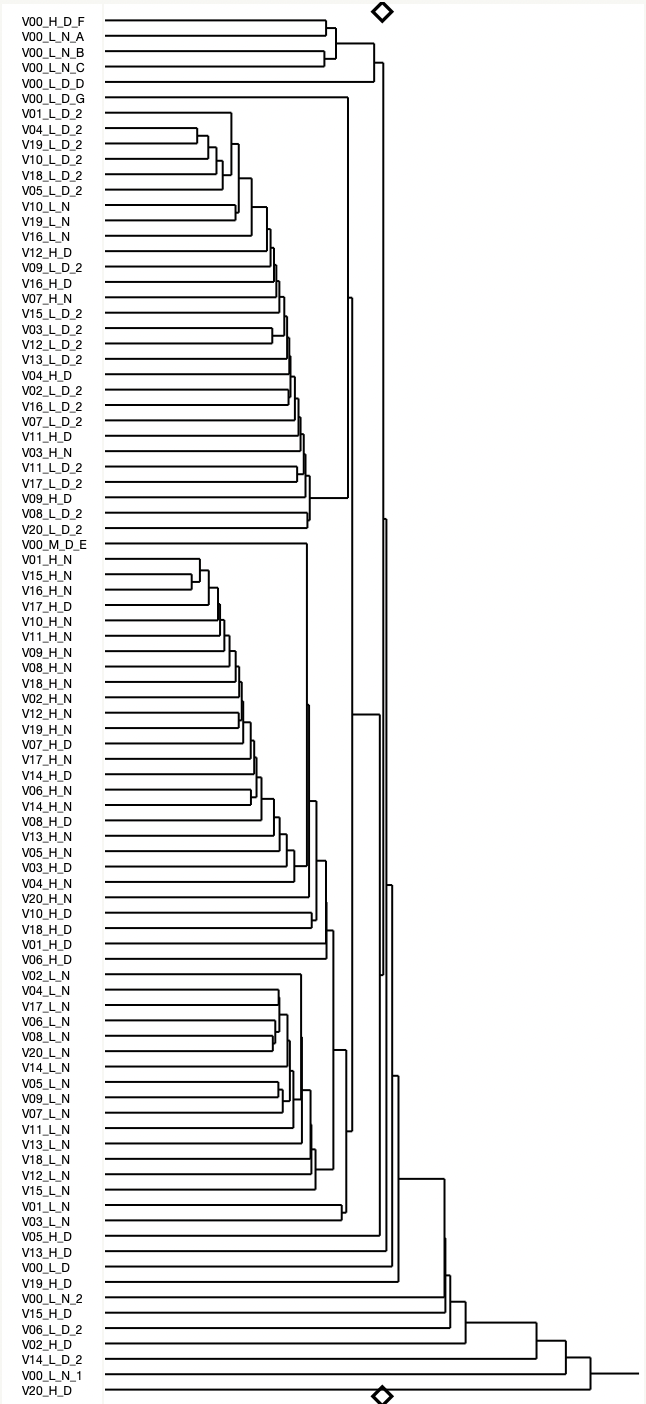 V00_H_D_F
V00_L_N_A
V00_L_N_B
V00_L_N_C
V00_L_D_D
V00_L_D_G
V01_L_D_2
V04_L_D_2
V19_L_D_2
V10_L_D_2
V18_L_D_2
V05_L_D_2
V10_L_N
V19_L_N
V16_L_N
V12_H_D
V09_L_D_2
V16_H_D
V07_H_N
V15_L_D_2
V03_L_D_2
V12_L_D_2
V13_L_D_2
V04_H_D
V02_L_D_2
V16_L_D_2
V07_L_D_2
V11_H_D
V03_H_N
V11_L_D_2
V17_L_D_2
V09_H_D
V08_L_D_2
V20_L_D_2
V00_M_D_E
V01_H_N
V15_H_N
V16_H_N
V17_H_D
V10_H_N
V11_H_N
V09_H_N
V08_H_N
V18_H_N
V02_H_N
V12_H_N
V19_H_N
V07_H_D
V17_H_N
V14_H_D
V06_H_N
V14_H_N
V08_H_D
V13_H_N
V05_H_N
V03_H_D
V04_H_N
V20_H_N
V10_H_D
V18_H_D
V01_H_D
V06_H_D
V02_L_N
V04_L_N
V17_L_N
V06_L_N
V08_L_N
V20_L_N
V14_L_N
V05_L_N
V09_L_N
V07_L_N
V11_L_N
V13_L_N
V18_L_N
V12_L_N
V15_L_N
V01_L_N
V03_L_N
V05_H_D
V13_H_D
V00_L_D
V19_H_D
V00_L_N_2
V15_H_D
V06_L_D_2
V02_H_D
V14_L_D_2
V00_L_N_1
V20_H_D